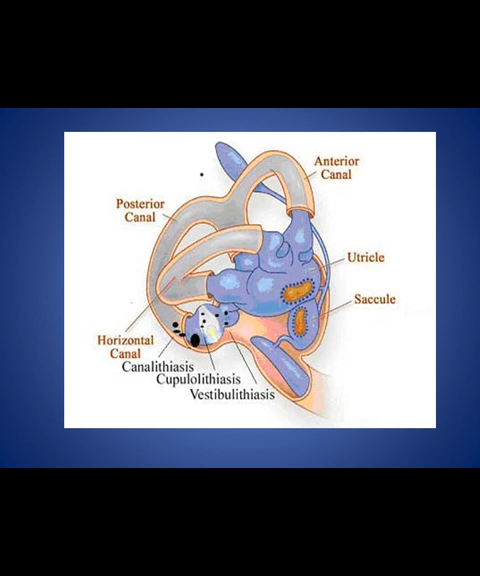 Anterior
Canal
Posterior
Canal
Utricle
Saccule
Horizontal
Canal
Canalithiasis
Cupulolithiasis
Vestibulithiasis